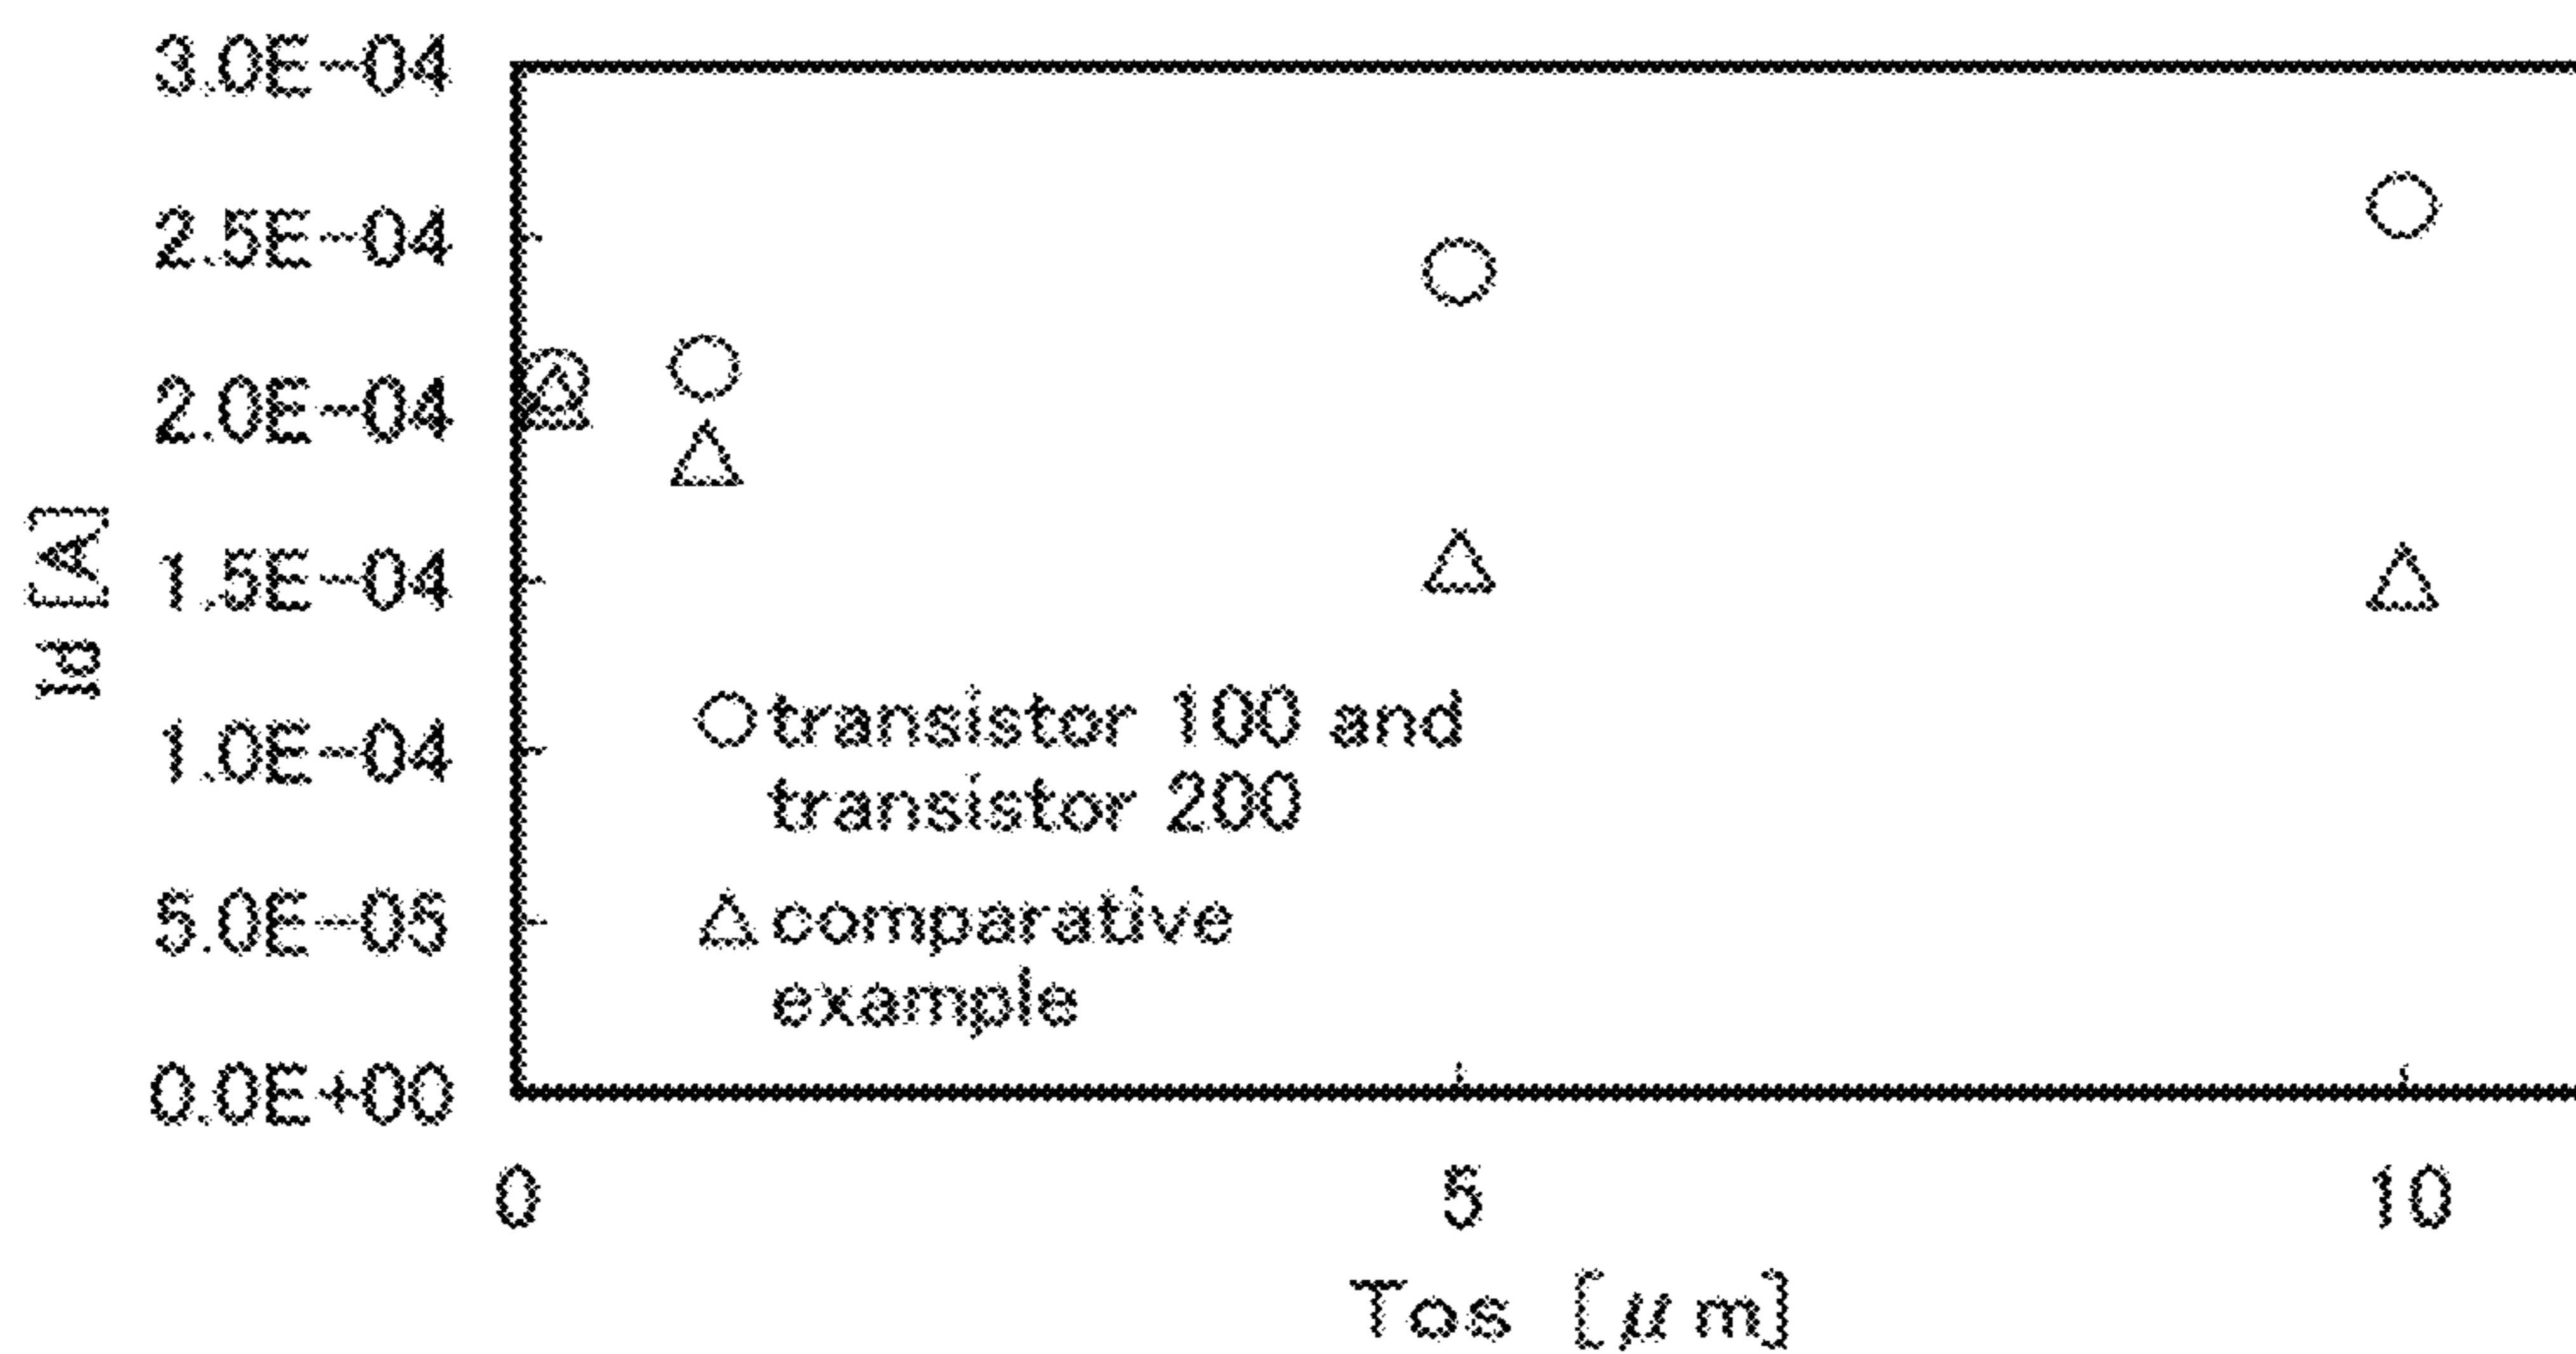 3.0E-04
2.5E-04
2.0E-04
1.5E-04
1.0E-04
5.0E-05
0.0E+00
Id [A]
○transistor 100 and
transistor 200
△comparative
example
0 5 10
Tos [μm]